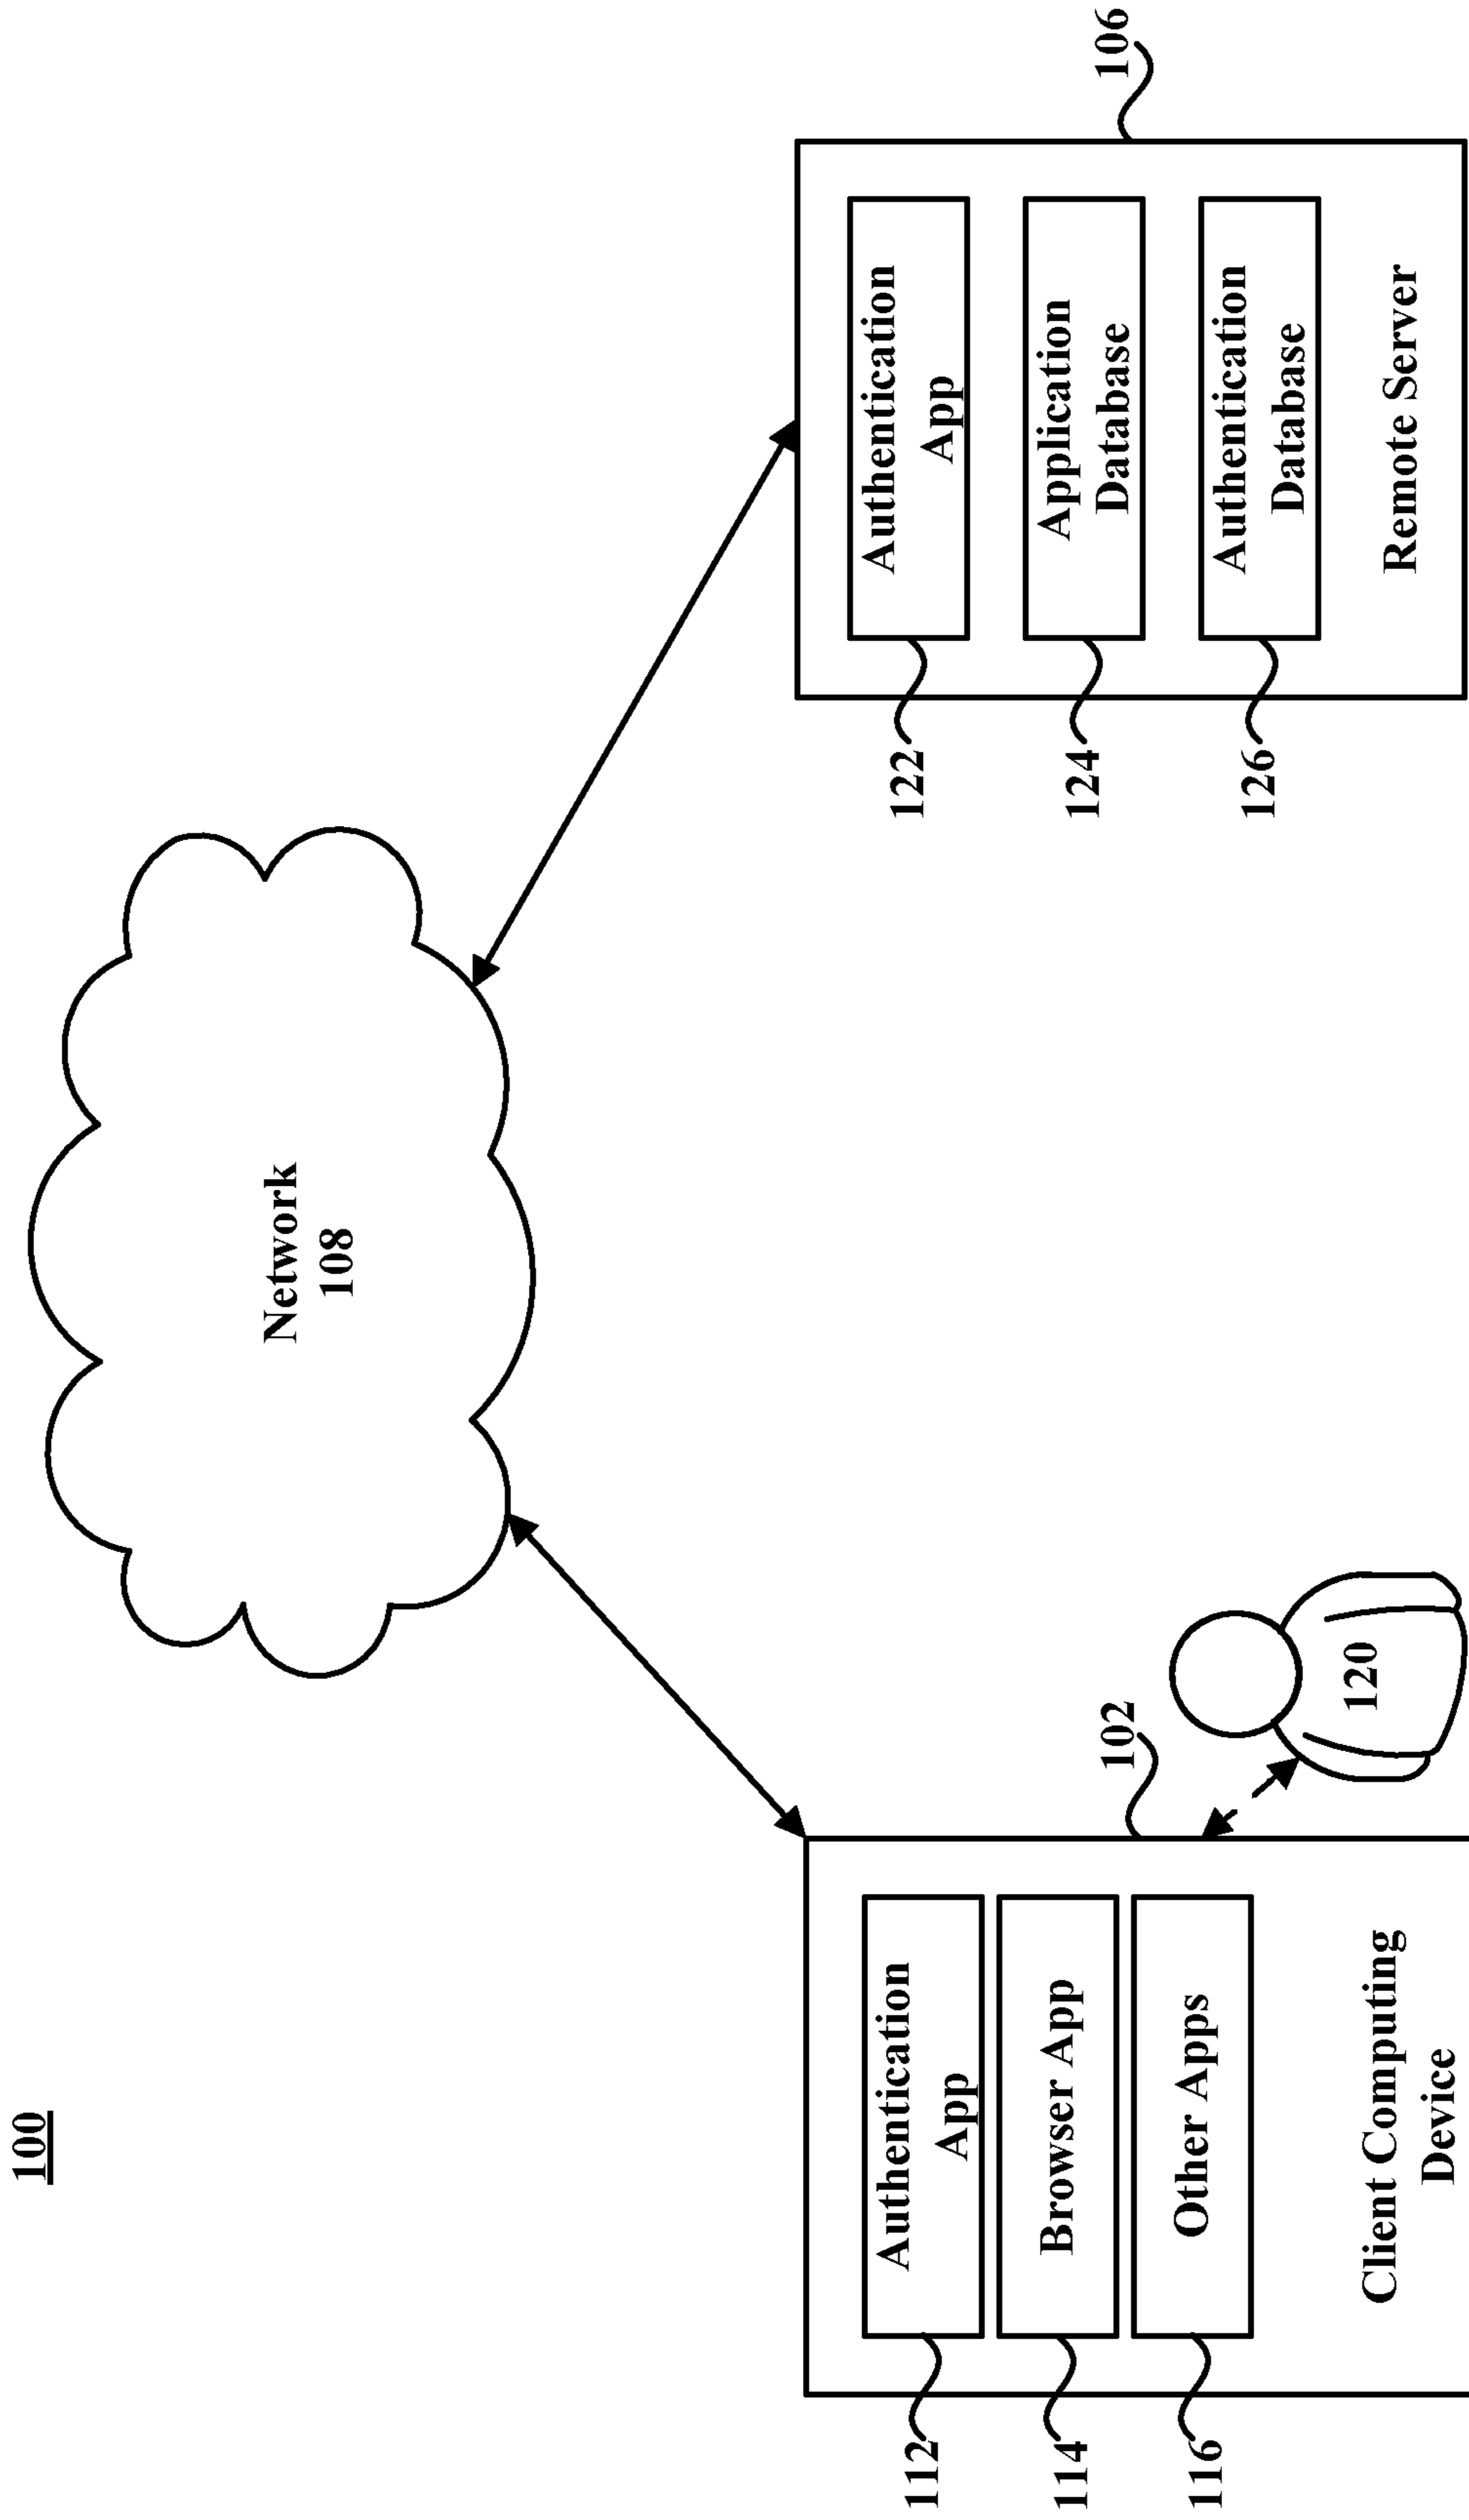 100
Network
108
102
106
112
Authentication
App
114
Browser App
116
Other Apps
Client Computing
Device
120
122
Authentication
App
124
Application
Database
126
Authentication
Database
Remote Server